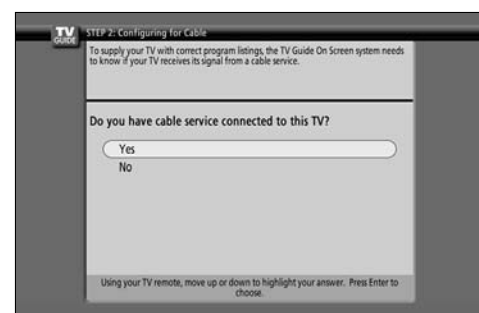 TV
GUIDE
STEP 2: Configuring for Cable
To supply your TV with correct program listings, the TV Guide On Screen system needs
to know if your TV receives its signal from a cable service.
Do you have cable service connected to this TV?
Yes
No
Using your TV remote, move up or down to highlight your answer. Press Enter to
choose.